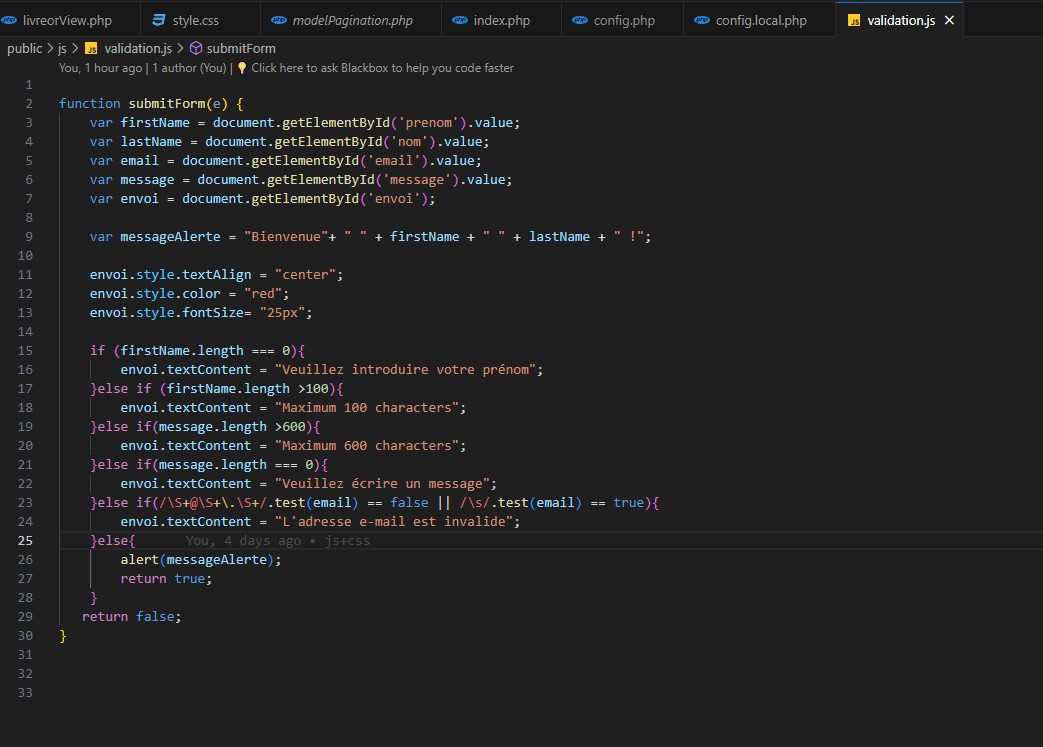 livreorView.php style.css modelPagination.php index.php config.php config.local.php JS validation.js
public > js > JS validation.js > submitForm
You, 1 hour ago | 1 author (You) | Click here to ask Blackbox to help you code faster
1
2 function submitForm(e) {
3 var firstName = document.getElementById('prenom').value;
4 var lastName = document.getElementById('nom').value;
5 var email = document.getElementById('email').value;
6 var message = document.getElementById('message').value;
7 var envoi = document.getElementById('envoi');
8
9 var messageAlerte = "Bienvenue"+ " " + firstName + " " + lastName + " !";
10
11 envoi.style.textAlign = "center";
12 envoi.style.color = "red";
13 envoi.style.fontSize= "25px";
14
15 if (firstName.length === 0){
16 envoi.textContent = "Veuillez introduire votre prénom";
17 }else if (firstName.length >100){
18 envoi.textContent = "Maximum 100 characters";
19 }else if(message.length >600){
20 envoi.textContent = "Maximum 600 characters";
21 }else if(message.length === 0){
22 envoi.textContent = "Veuillez écrire un message";
23 }else if(/\S+@\S+\.\S+/.test(email) == false || /\s/.test(email) == true){
24 envoi.textContent = "L'adresse e-mail est invalide";
25 }else{ You, 4 days ago • js+css
26 alert(messageAlerte);
27 return true;
28 }
29 return false;
30 }
31
32
33